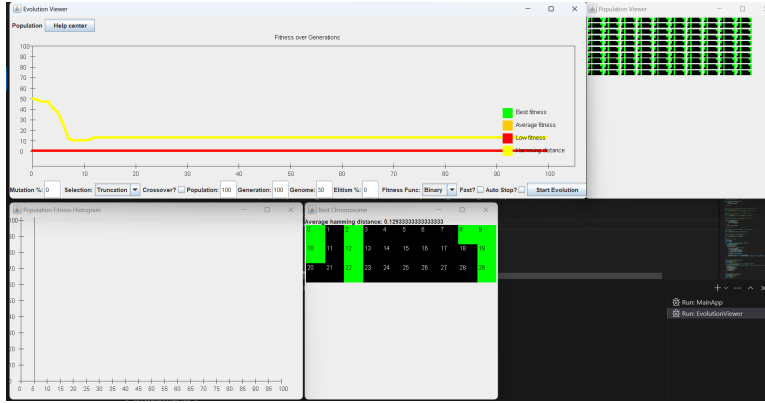 Evolution Viewer
Population Help center
Fitness over Generations
100
90
80
70
60
50
40
30
20
10
0
0 10 20 30 40 50 60 70 80 90 100
Best fitness
Average fitness
Low fitness
Hamming distance
Mutation %: 0 Selection: Truncation Crossover? Population: 100 Generation: 100 Genome: 30 Elitism %: 0 Fitness Func: Binary Fast? Auto Stop? Start Evolution
Population Viewer
Population Fitness Histogram
0 5 10 15 20 25 30 35 40 45 50 55 60 65 70 75 80 85 90 95 100
Best Chromosome
Average hamming distance: 0.12933333333333333
0 1 2 3 4 5 6 7 8 9
10 11 12 13 14 15 16 17 18 19
20 21 22 23 24 25 26 27 28 29
Run: MainApp
Run: EvolutionViewer